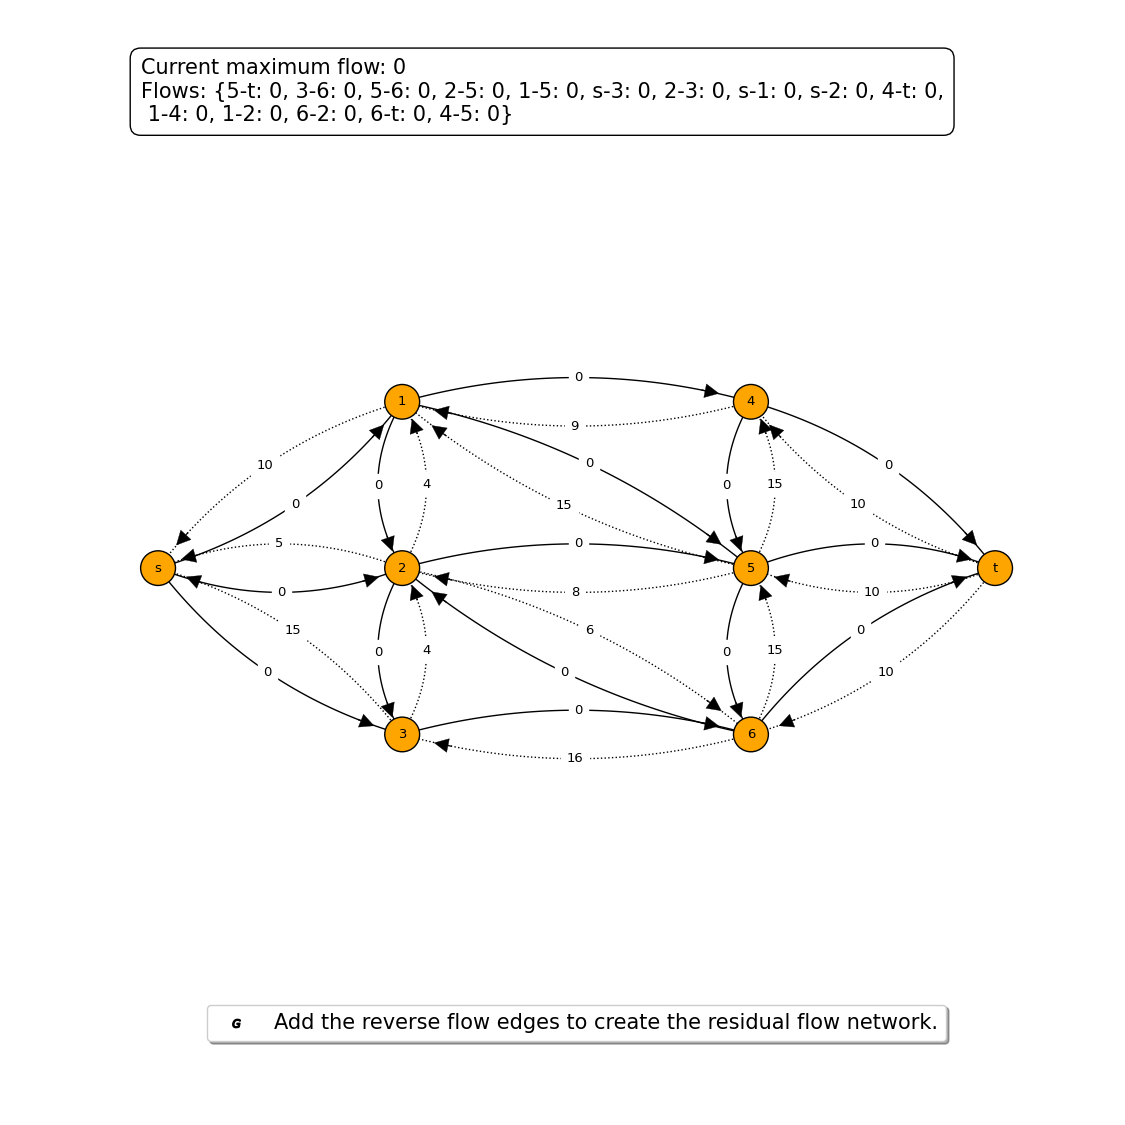 Current maximum flow: 0
Flows: {5-t: 0, 3-6: 0, 5-6: 0, 2-5: 0, 1-5: 0, s-3: 0, 2-3: 0, s-1: 0, s-2: 0, 4-t: 0,
1-4: 0, 1-2: 0, 6-2: 0, 6-t: 0, 4-5: 0}
0
1 4
9
10 0 0
0 4 15 0 15
0 15 10
5 0 0
s 2 5 t
0 8 10
15 6 0
0 4 0 15
0 0 10
0
3 6
16
G Add the reverse flow edges to create the residual flow network.